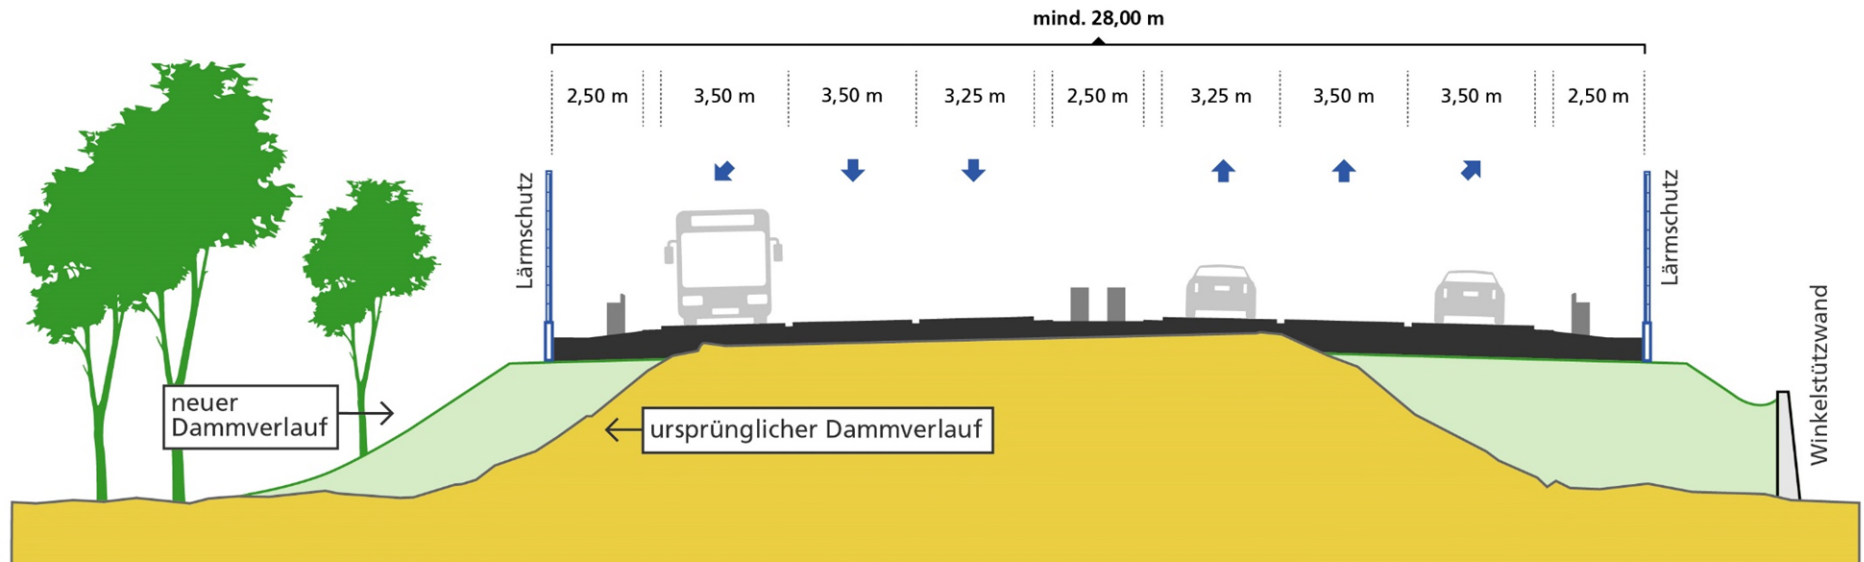 mind. 28,00 m
2,50 m
3,50 m
3,50 m
3,25 m
2,50 m
3,25 m
3,50 m
3,50 m
2,50 m
Lärmschutz
Lärmschutz
Winkelstützwand
neuer
Dammverlauf
ursprünglicher Dammverlauf